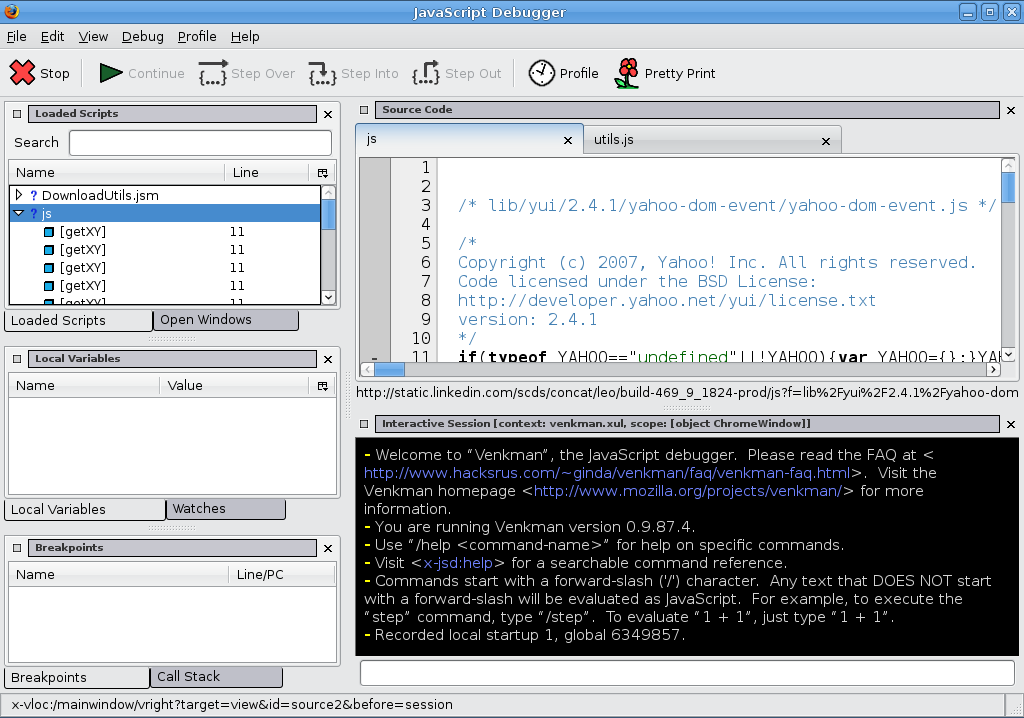 JavaScript Debugger
File Edit View Debug Profile Help
Stop Continue Step Over Step Into Step Out Profile Pretty Print
Loaded Scripts
Search
Name Line
? DownloadUtils.jsm
? js
[getXY] 11
[getXY] 11
[getXY] 11
[getXY] 11
[getXY] 11
Loaded Scripts Open Windows
Local Variables
Name Value
Local Variables Watches
Breakpoints
Name Line/PC
Breakpoints Call Stack
Source Code
js utils.js
1
2
3 /* lib/yui/2.4.1/yahoo-dom-event/yahoo-dom-event.js */
4
5 /*
6 Copyright (c) 2007, Yahoo! Inc. All rights reserved.
7 Code licensed under the BSD License:
8 http://developer.yahoo.net/yui/license.txt
9 version: 2.4.1
10 */
- 11 if(typeof YAHOO=="undefined"||!YAHOO){var YAHOO={};}YAH
http://static.linkedin.com/scds/concat/leo/build-469_9_1824-prod/js?f=lib%2Fyui%2F2.4.1%2Fyahoo-dom
Interactive Session [context: venkman.xul, scope: [object ChromeWindow]]
- Welcome to “Venkman”, the JavaScript debugger. Please read the FAQ at <
http://www.hacksrus.com/~ginda/venkman/faq/venkman-faq.html>. Visit the
Venkman homepage <http://www.mozilla.org/projects/venkman/> for more
information.
- You are running Venkman version 0.9.87.4.
- Use “/help <command-name>” for help on specific commands.
- Visit <x-jsd:help> for a searchable command reference.
- Commands start with a forward-slash ('/') character. Any text that DOES NOT start
with a forward-slash will be evaluated as JavaScript. For example, to execute the
“step” command, type “/step”. To evaluate “1 + 1”, just type “1 + 1”.
- Recorded local startup 1, global 6349857.
x-vloc:/mainwindow/vright?target=view&id=source2&before=session